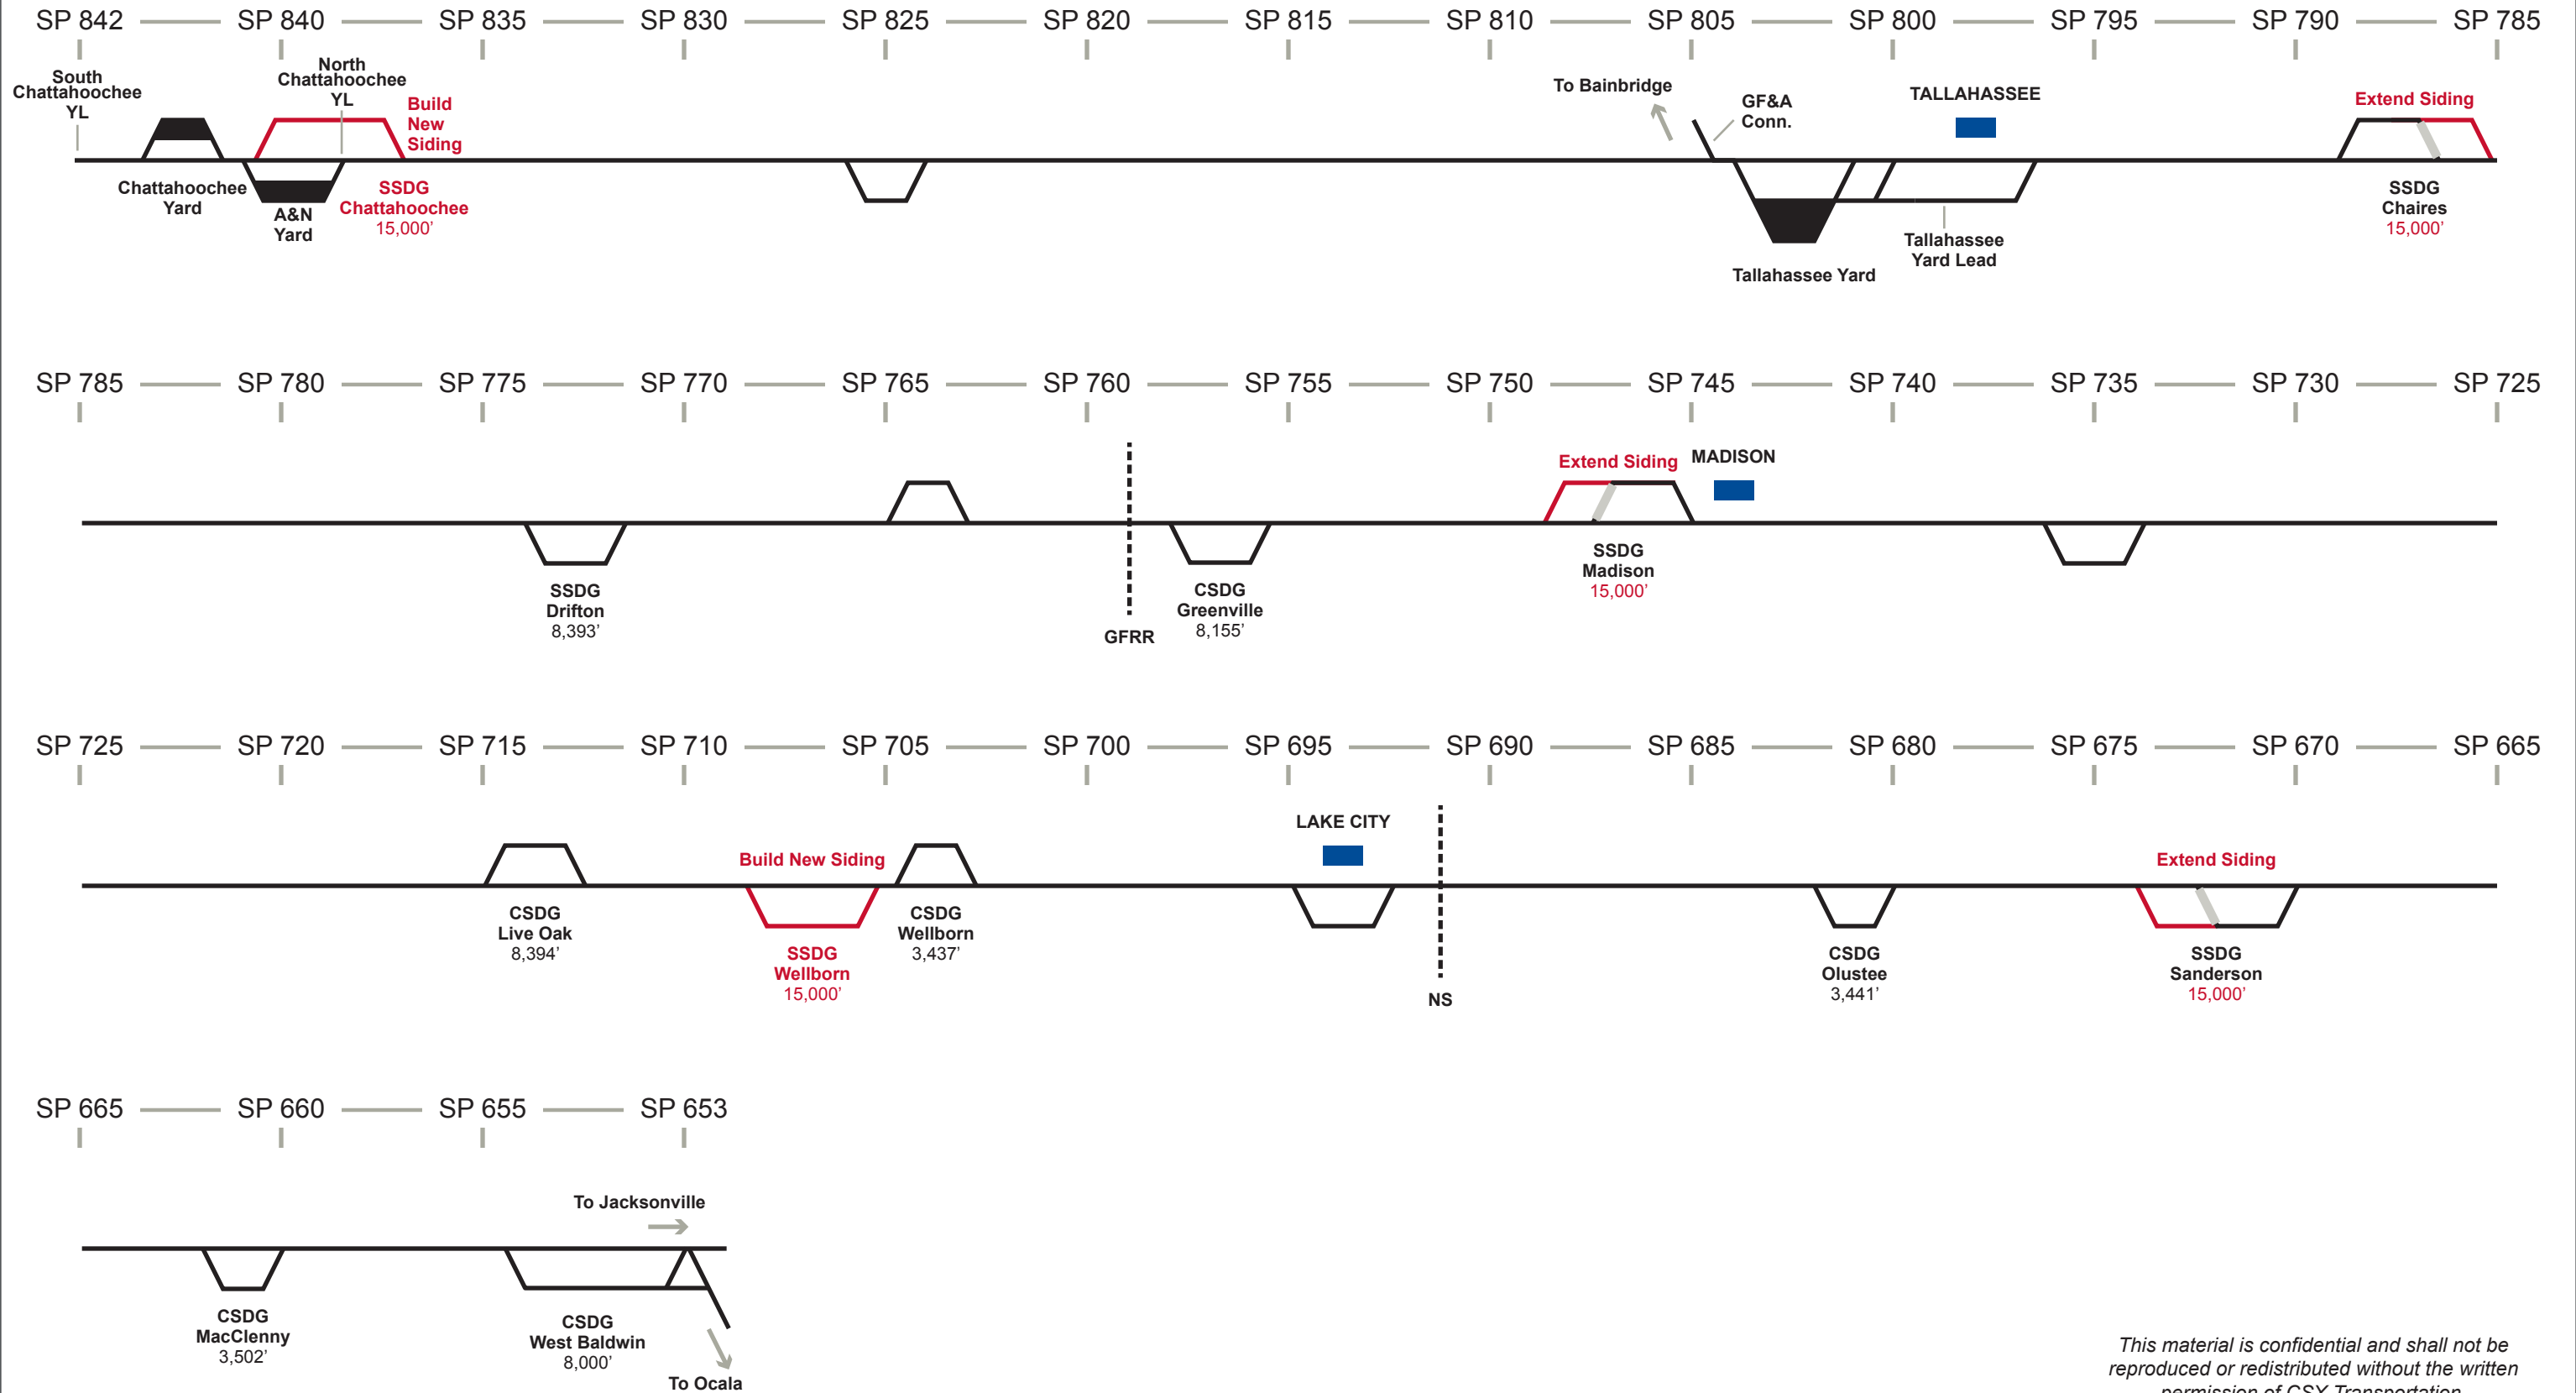 SP 842 SP 840 SP 835 SP 830 SP 825 SP 820 SP 815 SP 810 SP 805 SP 800 SP 795 SP 790 SP 785
South
Chattahoochee
YL
North
Chattahoochee
YL
Build
New
Siding
To Bainbridge
GF&A
Conn.
TALLAHASSEE
Extend Siding
Chattahoochee
Yard
A&N
Yard
SSDG
Chattahoochee
15,000’
Tallahassee Yard
Tallahassee
Yard Lead
SSDG
Chaires
15,000’
SP 785 SP 780 SP 775 SP 770 SP 765 SP 760 SP 755 SP 750 SP 745 SP 740 SP 735 SP 730 SP 725
Extend Siding
MADISON
SSDG
Drifton
8,393’
GFRR
CSDG
Greenville
8,155’
SSDG
Madison
15,000’
SP 725 SP 720 SP 715 SP 710 SP 705 SP 700 SP 695 SP 690 SP 685 SP 680 SP 675 SP 670 SP 665
Build New Siding
LAKE CITY
Extend Siding
CSDG
Live Oak
8,394’
SSDG
Wellborn
15,000’
CSDG
Wellborn
3,437’
NS
CSDG
Olustee
3,441’
SSDG
Sanderson
15,000’
SP 665 SP 660 SP 655 SP 653
To Jacksonville
CSDG
MacClenny
3,502’
CSDG
West Baldwin
8,000’
To Ocala
This material is confidential and shall not be
reproduced or redistributed without the written
permission of CSX Transportation